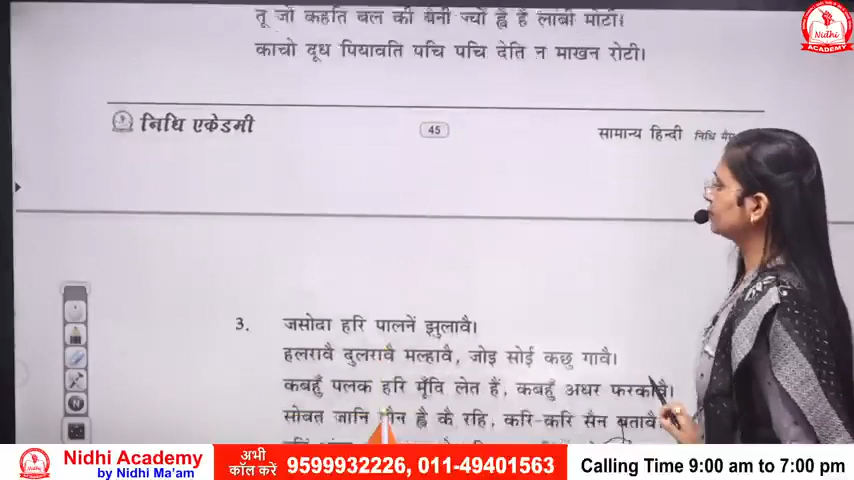 तू जो कहति बल की बैनी ज्यों ह्वै है लांबी मोटी।
काचो दूध पियावति पचि पचि देति न माखन रोटी।
Nidhi
ACADEMY
निधि एकेडमी
45
सामान्य हिन्दी निधि
3. जसोदा हरि पालनें झुलावै।
हलरावै दुलरावै मल्हावै, जोइ सोई कछु गावै।
कबहुँ पलक हरि मूँवि लेत हैं, कबहुँ अधर फरकावै।
सोवत जानि ह्वै कै रहि, करि-करि सैन बतावै
Nidhi Academy
by Nidhi Ma'am
अभी
कॉल करें
9599932226, 011-49401563
Calling Time 9:00 am to 7:00 pm